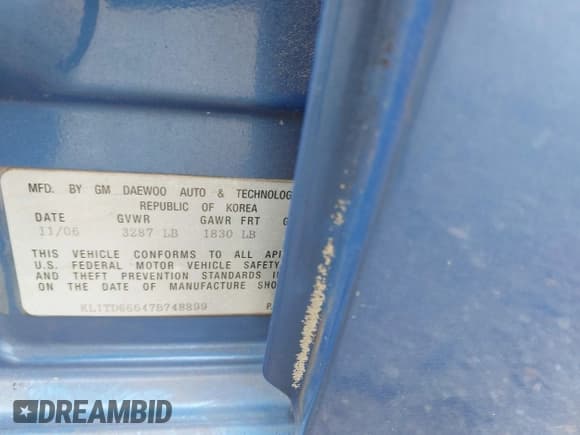 MFD. BY GM DAEWOO AUTO & TECHNOLOG
REPUBLIC OF KOREA
DATE GVWR GAWR FRT G
11/06 3287 LB 1830 LB
THIS VEHICLE CONFORMS TO ALL APP
U.S. FEDERAL MOTOR VEHICLE SAFETY
AND THEFT PREVENTION STANDARDS I
ON THE DATE OF MANUFACTURE SHO
KL1TD66647B748899 P.
DREAMBID